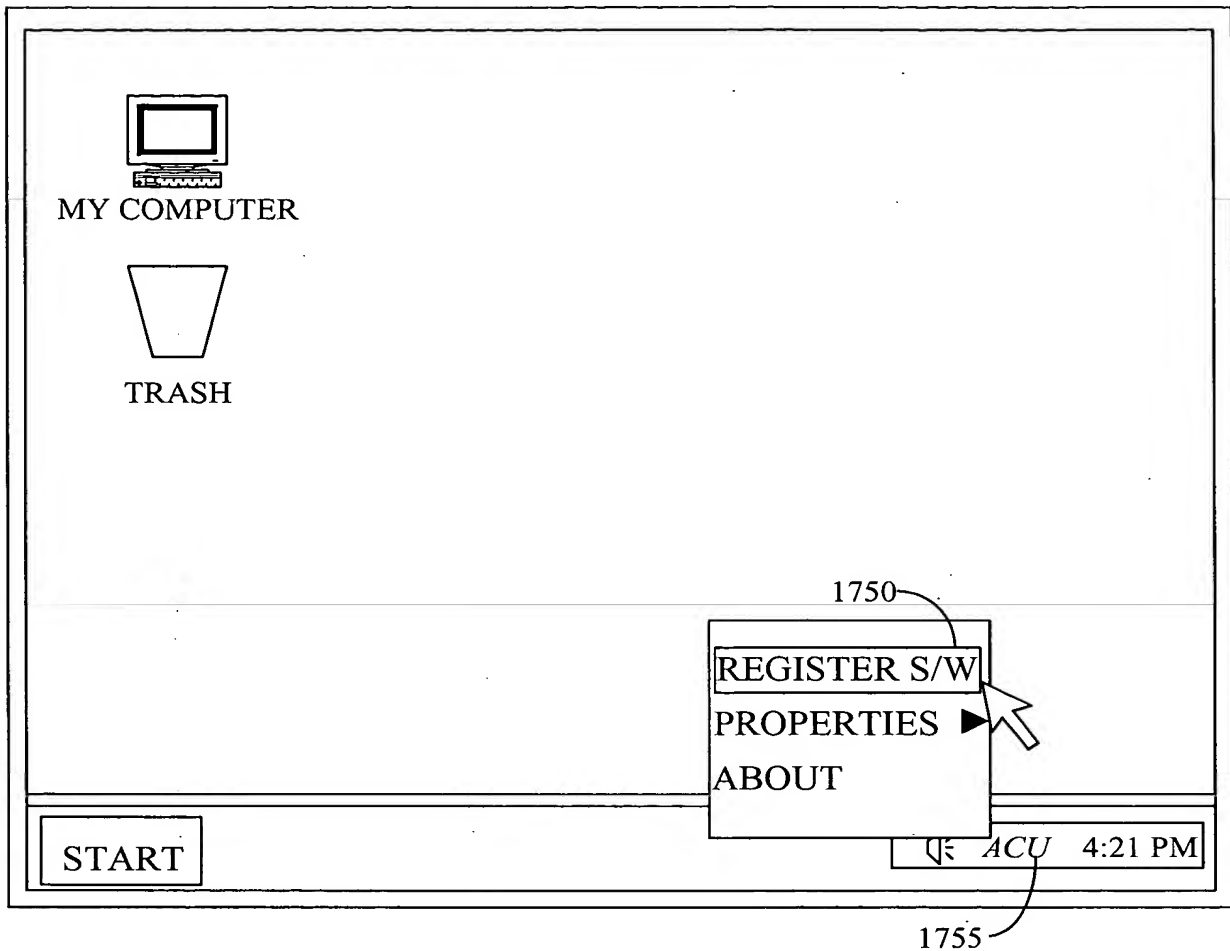 MY COMPUTER
TRASH
1750
REGISTER S/W
PROPERTIES
ABOUT
START
ACU 4:21 PM
1755